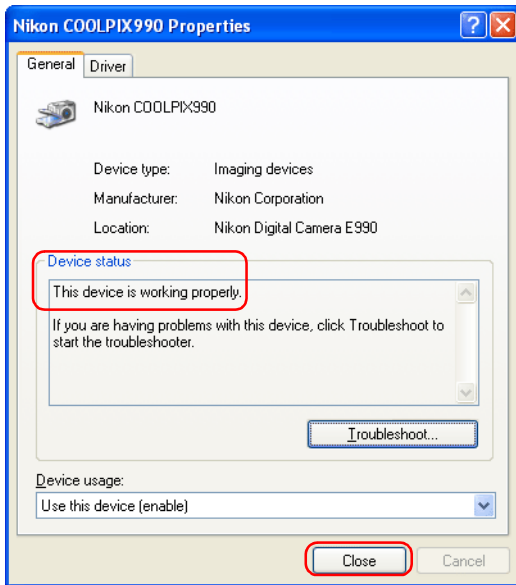 Nikon COOLPIX990 Properties
General Driver
Nikon COOLPIX990
Device type: Imaging devices
Manufacturer: Nikon Corporation
Location: Nikon Digital Camera E990
Device status
This device is working properly.
If you are having problems with this device, click Troubleshoot to
start the troubleshooter.
Troubleshoot...
Device usage:
Use this device (enable)
Close Cancel